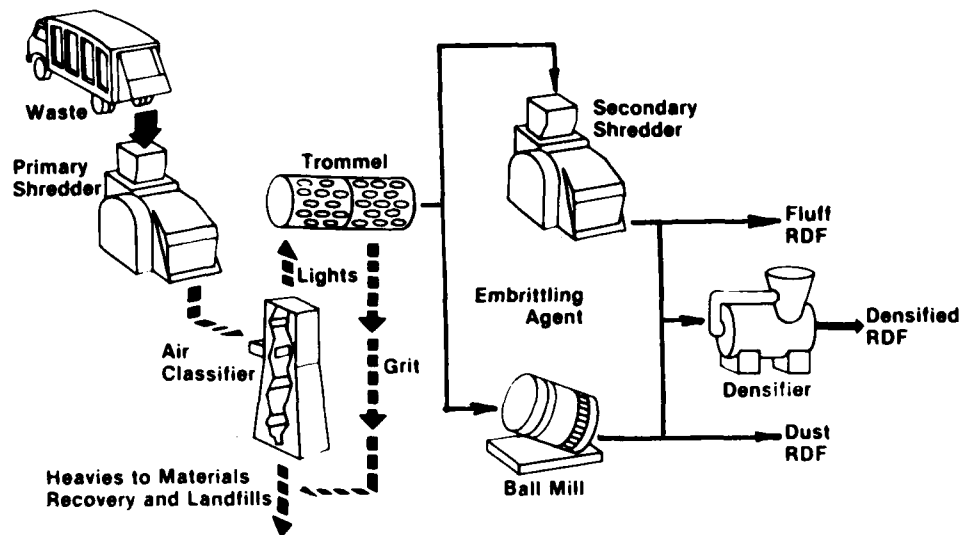 Waste
Primary
Shredder
Trommel
Secondary
Shredder
Fluff
RDF
Lights
Embrittling
Agent
Densified
RDF
Air
Classifier
Grit
Densifier
Heavies to Materials
Recovery and Landfills
Ball Mill
Dust
RDF